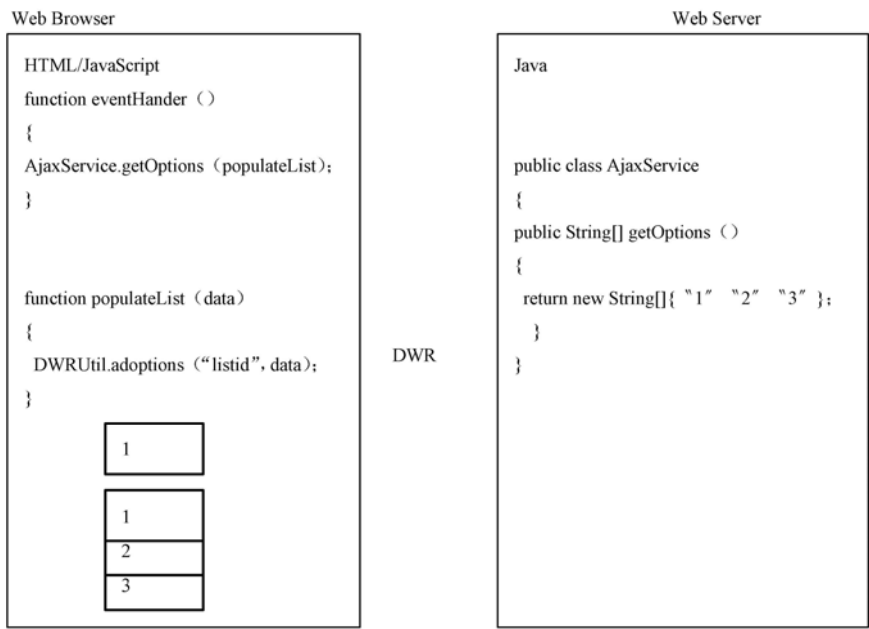 Web Browser
HTML/JavaScript
function eventHander（）
{
AjaxService.getOptions（populateList）;
}
function populateList（data）
{
DWRUtil.adoptions（“listid”，data）;
}
1
1
2
3
DWR
Web Server
Java
public class AjaxService
{
public String[] getOptions（）
{
return new String[]{〝1″ 〝2″ 〝3″};
}
}